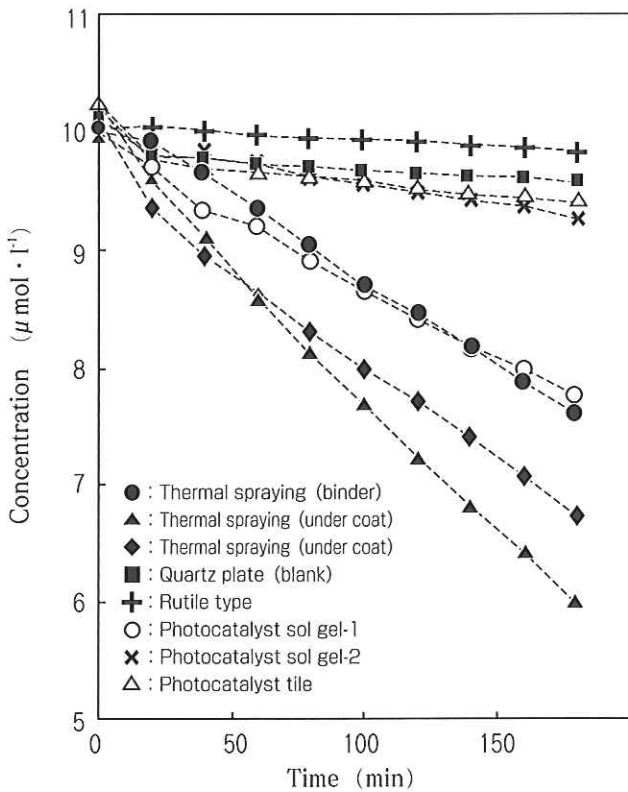 11
10
9
8
7
6
5
Concentration (μ mol・l⁻¹)
● : Thermal spraying (binder)
▲ : Thermal spraying (under coat)
◆ : Thermal spraying (under coat)
■ : Quartz plate (blank)
+ : Rutile type
○ : Photocatalyst sol gel-1
× : Photocatalyst sol gel-2
△ : Photocatalyst tile
0 50 100 150
Time (min)